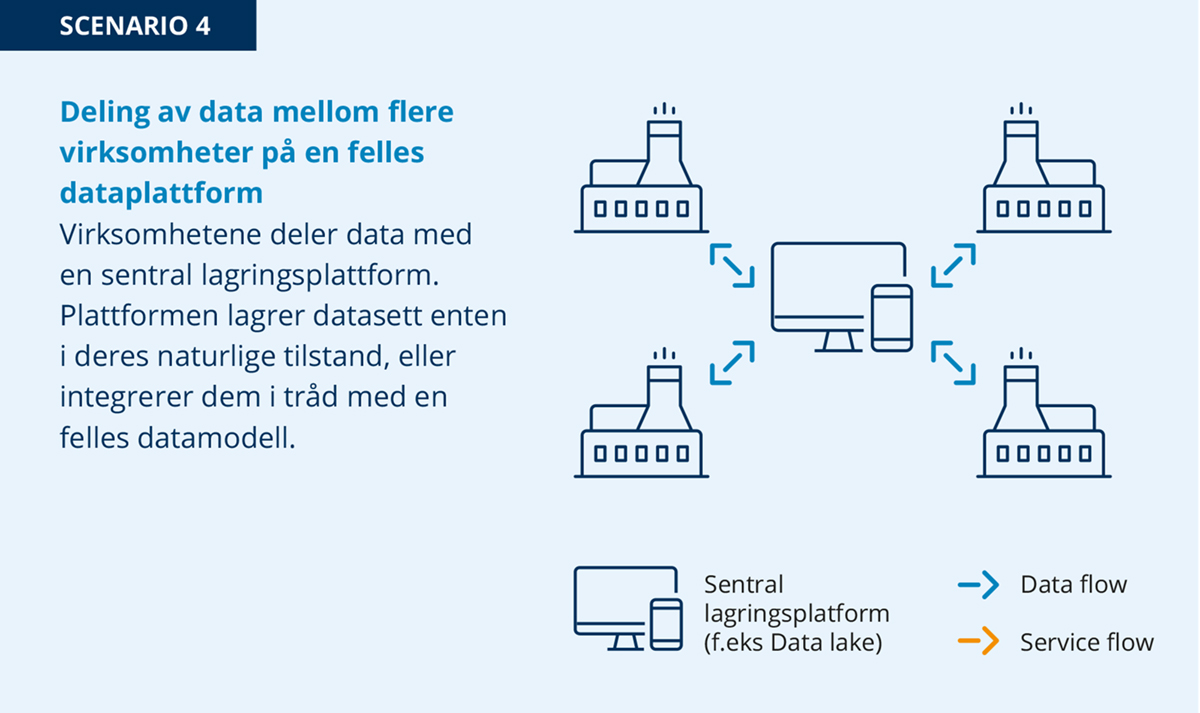 SCENARIO 4
Deling av data mellom flere
virksomheter på en felles
dataplattform
Virksomhetene deler data med
en sentral lagringsplattform.
Plattformen lagrer datasett enten
i deres naturlige tilstand, eller
integrerer dem i tråd med en
felles datamodell.
Sentral
lagringsplatform
(f.eks Data lake)
Data flow
Service flow